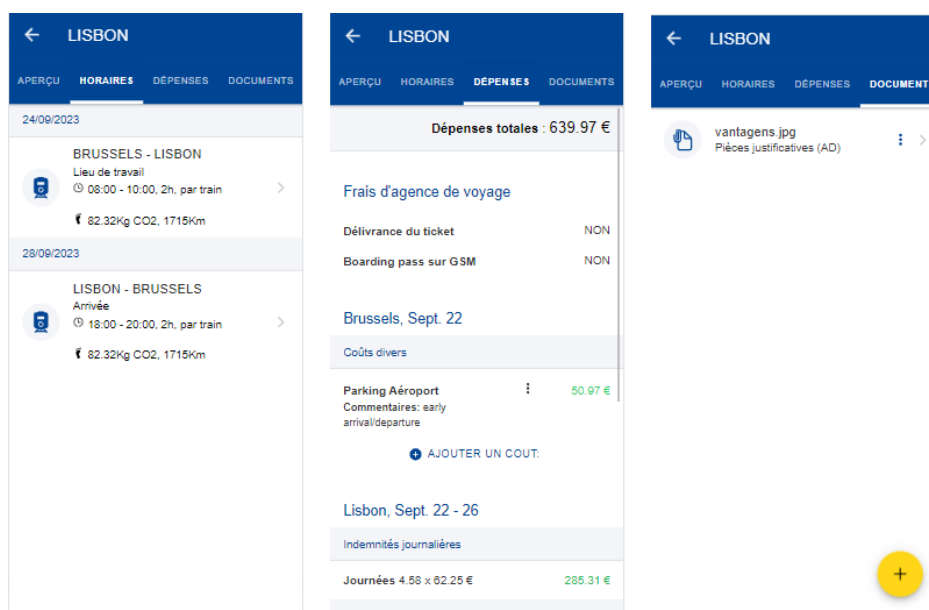 LISBON
APERÇU HORAIRES DÉPENSES DOCUMENTS
24/09/2023
BRUSSELS - LISBON
Lieu de travail
08:00 - 10:00, 2h, par train
82.32Kg CO2, 1715Km
28/09/2023
LISBON - BRUSSELS
Arrivée
18:00 - 20:00, 2h, par train
82.32Kg CO2, 1715Km
LISBON
APERÇU HORAIRES DÉPENSES DOCUMENTS
Dépenses totales : 639.97 €
Frais d'agence de voyage
Délivrance du ticket NON
Boarding pass sur GSM NON
Brussels, Sept. 22
Coûts divers
Parking Aéroport 50.97 €
Commentaires: early
arrival/departure
AJOUTER UN COUT:
Lisbon, Sept. 22 - 26
Indemnités journalières
Journées 4.58 x 62.25 € 285.31 €
LISBON
APERÇU HORAIRES DÉPENSES DOCUMENT
vantagens.jpg
Pièces justificatives (AD)